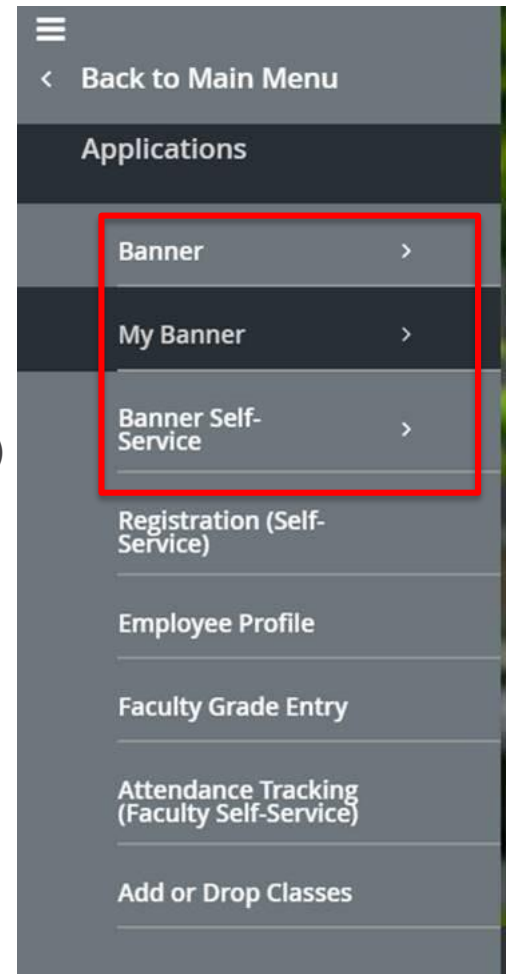 < Back to Main Menu
Applications
Banner >
My Banner >
Banner Self-
Service >
)
Registration (Self-
Service)
Employee Profile
Faculty Grade Entry
Attendance Tracking
(Faculty Self-Service)
Add or Drop Classes